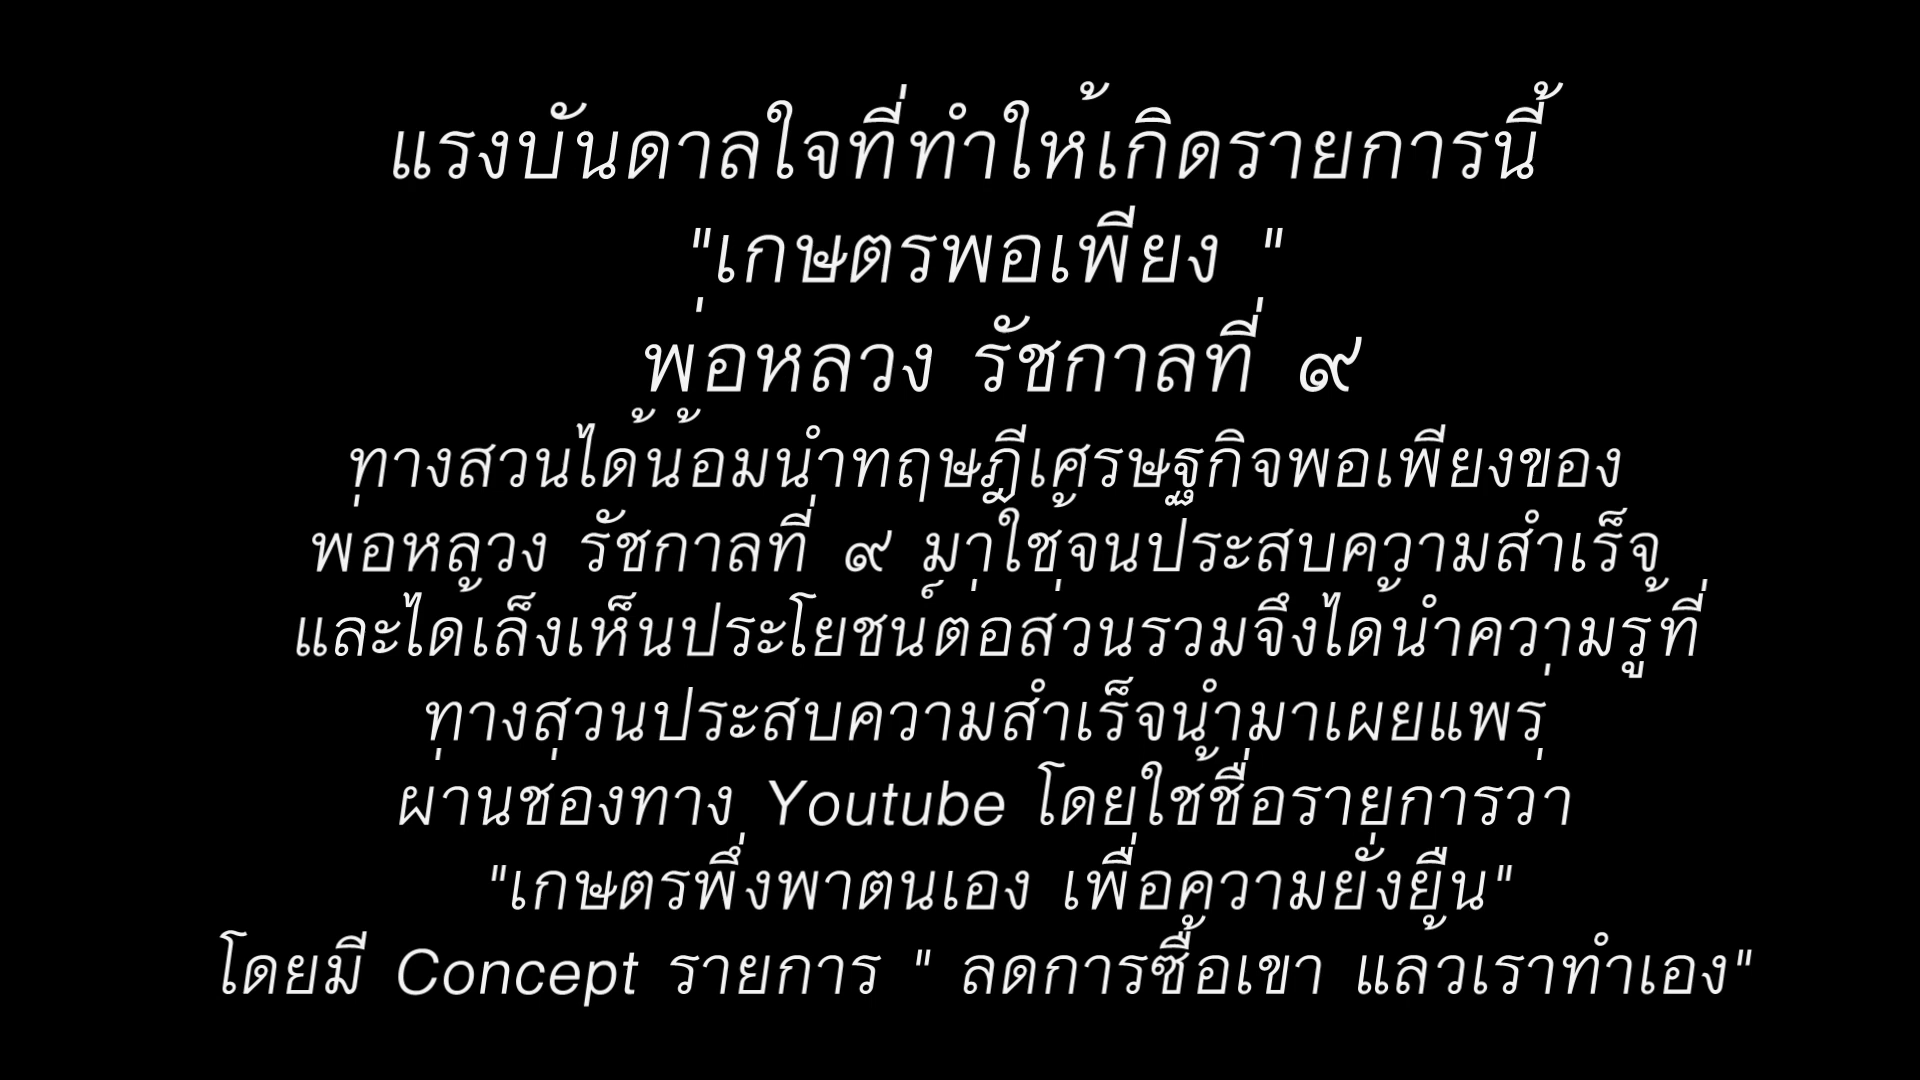 แรงบันดาลใจที่ทำให้เกิดรายการนี้
"เกษตรพอเพียง "
พ่อหลวง รัชกาลที่ ๙
ทางสวนได้น้อมนำทฤษฎีเศรษฐกิจพอเพียงของ
พ่อหลวง รัชกาลที่ ๙ มาใช้จนประสบความสำเร็จ
และได้เล็งเห็นประโยชน์ต่อส่วนรวมจึงได้นำความรู้ที่
ทางสวนประสบความสำเร็จนำมาเผยแพร่
ผ่านช่องทาง Youtube โดยใช้ชื่อรายการว่า
"เกษตรพึ่งพาตนเอง เพื่อความยั่งยืน"
โดยมี Concept รายการ " ลดการซื้อเขา แล้วเราทำเอง"